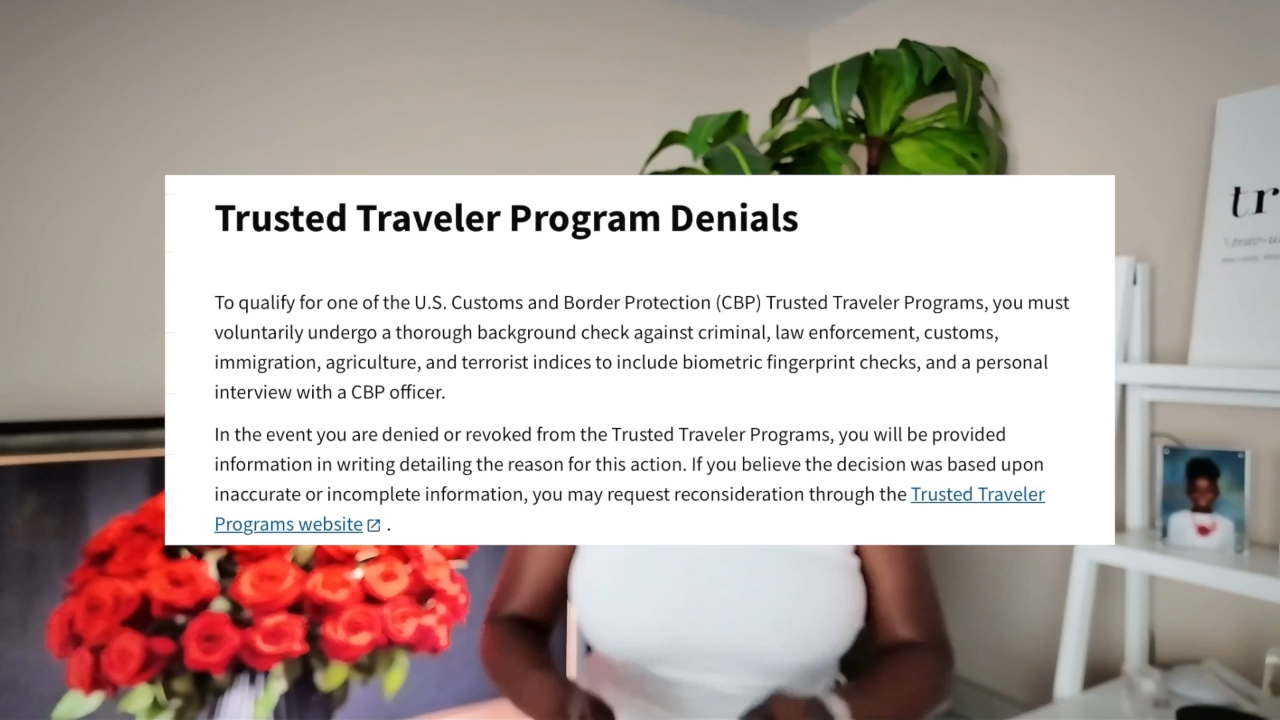 Trusted Traveler Program Denials
To qualify for one of the U.S. Customs and Border Protection (CBP) Trusted Traveler Programs, you must
voluntarily undergo a thorough background check against criminal, law enforcement, customs,
immigration, agriculture, and terrorist indices to include biometric fingerprint checks, and a personal
interview with a CBP officer.
In the event you are denied or revoked from the Trusted Traveler Programs, you will be provided
information in writing detailing the reason for this action. If you believe the decision was based upon
inaccurate or incomplete information, you may request reconsideration through the Trusted Traveler
Programs website .
tr